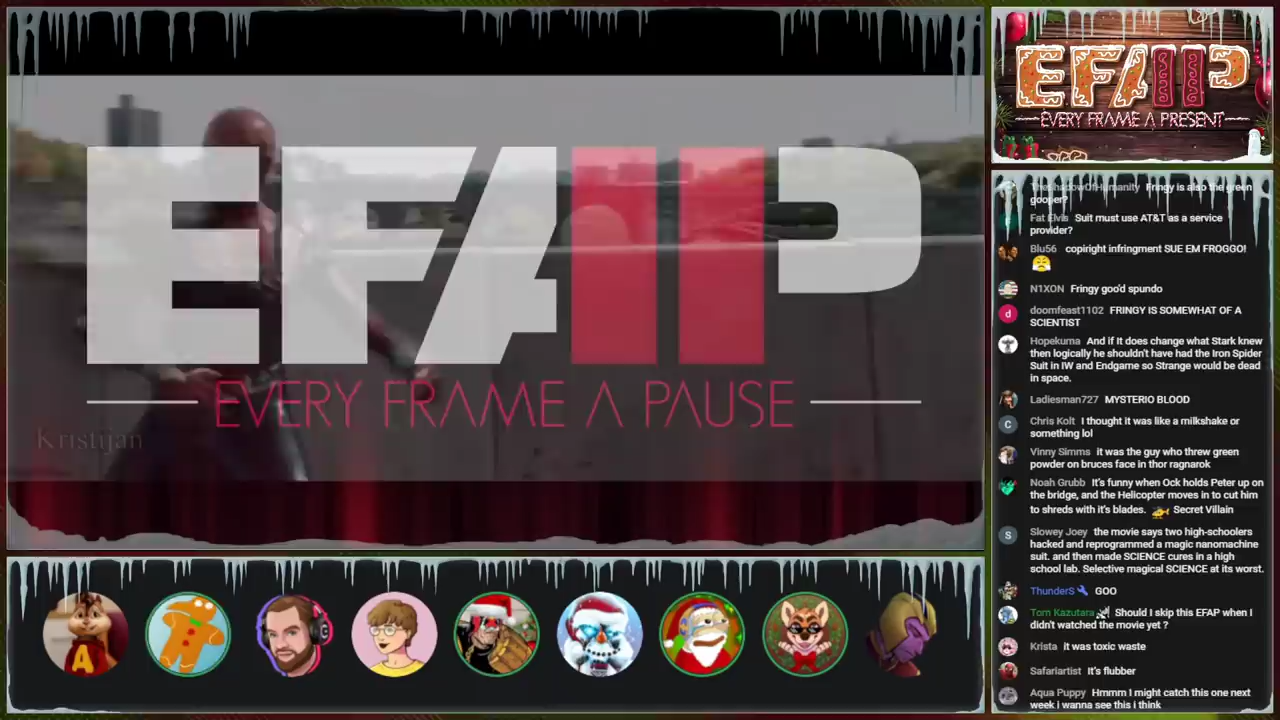 EFAP
EVERY FRAME A PAUSE
Kristijan
A
EFAP
EVERY FRAME A PRESENT
TheShadowOfHumanity Fringy is also the green
gooper?
Fat Elvis Suit must use AT&T as a service
provider?
Blu56 copiright infringment SUE EM FROGGO!
N1XON Fringy goo'd spundo
doomfeast1102 FRINGY IS SOMEWHAT OF A
SCIENTIST
Hopekuma And if It does change what Stark knew
then logically he shouldn't have had the Iron Spider
Suit in IW and Endgame so Strange would be dead
in space.
Ladiesman727 MYSTERIO BLOOD
C
Chris Kolt I thought it was like a milkshake or
something lol
Vinny Simms it was the guy who threw green
powder on bruces face in thor ragnarok
Noah Grubb It's funny when Ock holds Peter up on
the bridge, and the Helicopter moves in to cut him
to shreds with it's blades. Secret Villain
S
Slowey Joey the movie says two high-schoolers
hacked and reprogrammed a magic nanomachine
suit. and then made SCIENCE cures in a high
school lab. Selective magical SCIENCE at its worst.
ThunderS GOO
Tom Kazutara Should I skip this EFAP when I
didn't watched the movie yet ?
Krista it was toxic waste
Safariartist It's flubber
Aqua Puppy Hmmm I might catch this one next
week i wanna see this i think